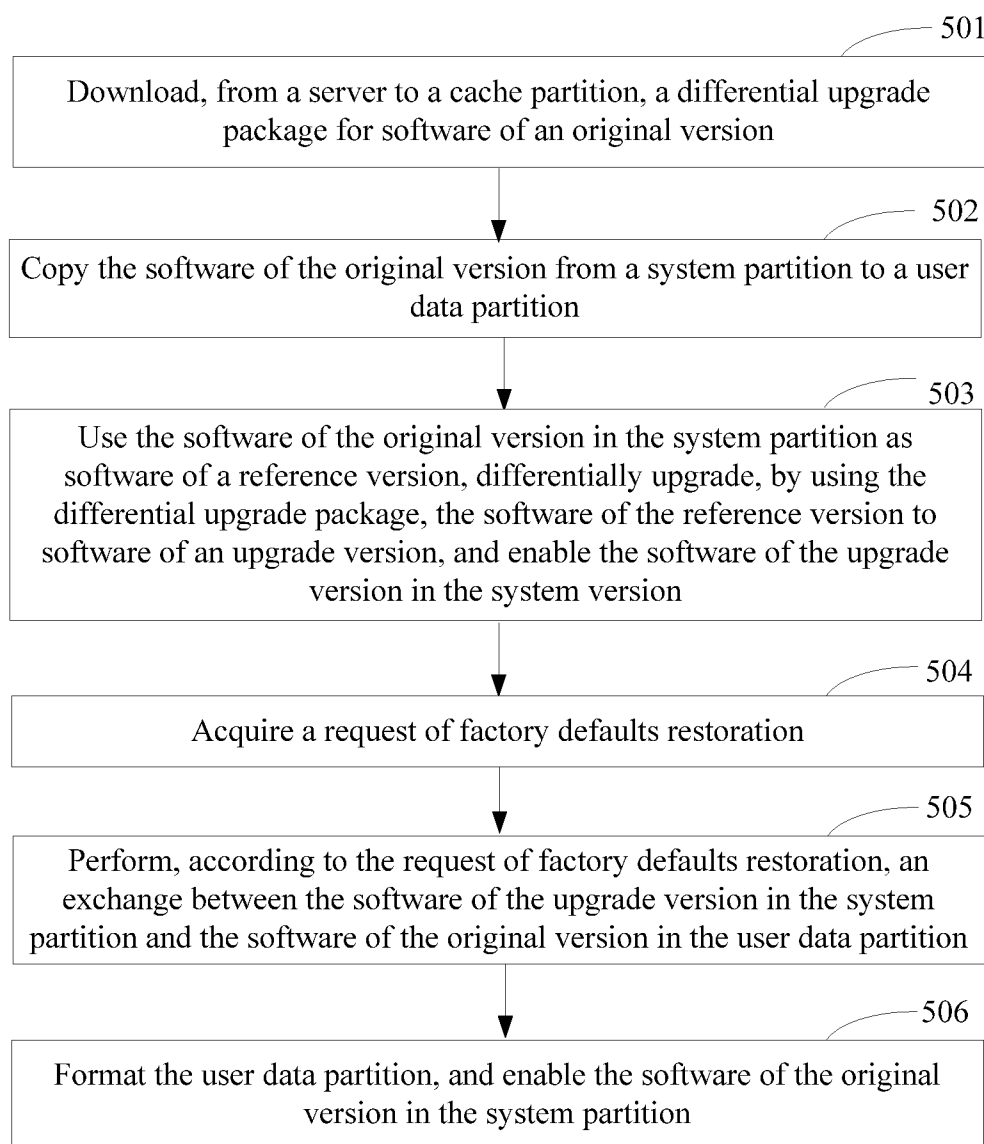 501
Download, from a server to a cache partition, a differential upgrade
package for software of an original version
502
Copy the software of the original version from a system partition to a user
data partition
503
Use the software of the original version in the system partition as
software of a reference version, differentially upgrade, by using the
differential upgrade package, the software of the reference version to
software of an upgrade version, and enable the software of the upgrade
version in the system version
504
Acquire a request of factory defaults restoration
505
Perform, according to the request of factory defaults restoration, an
exchange between the software of the upgrade version in the system
partition and the software of the original version in the user data partition
506
Format the user data partition, and enable the software of the original
version in the system partition